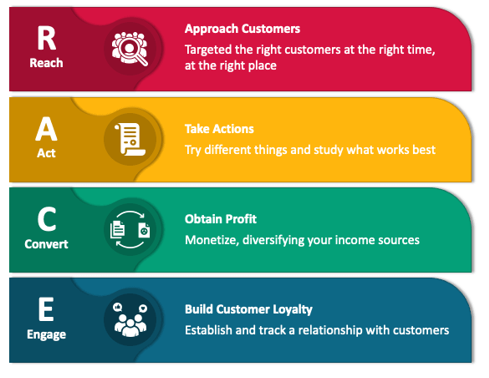 R
Reach
Approach Customers
Targeted the right customers at the right time,
at the right place
A
Act
Take Actions
Try different things and study what works best
C
Convert
Obtain Profit
Monetize, diversifying your income sources
E
Engage
Build Customer Loyalty
Establish and track a relationship with customers